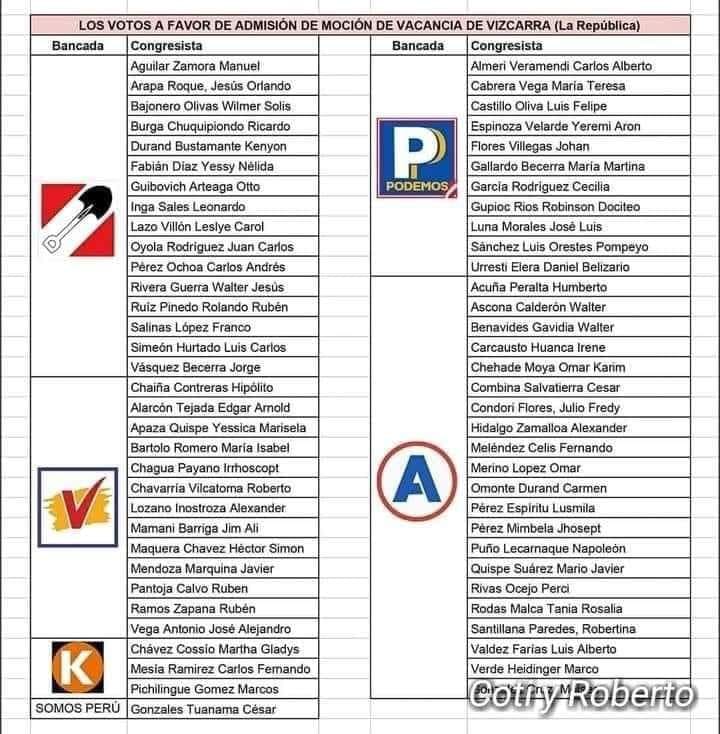 LOS VOTOS A FAVOR DE ADMISIÓN DE MOCIÓN DE VACANCIA DE VIZCARRA (La República)
Bancada Congresista
Aguilar Zamora Manuel
Arapa Roque, Jesús Orlando
Bajonero Olivas Wilmer Solis
Burga Chuquipiondo Ricardo
Durand Bustamante Kenyon
Fabián Díaz Yessy Nélida
Guibovich Arteaga Otto
Inga Sales Leonardo
Lazo Villón Leslye Carol
Oyola Rodríguez Juan Carlos
Pérez Ochoa Carlos Andrés
Rivera Guerra Walter Jesús
Ruíz Pinedo Rolando Rubén
Salinas López Franco
Simeón Hurtado Luis Carlos
Vásquez Becerra Jorge
V
Chaiña Contreras Hipólito
Alarcón Tejada Edgar Arnold
Apaza Quispe Yessica Marisela
Bartolo Romero María Isabel
Chagua Payano Irrhoscopt
Chavarría Vilcatoma Roberto
Lozano Inostroza Alexander
Mamani Barriga Jim Ali
Maquera Chavez Héctor Simon
Mendoza Marquina Javier
Pantoja Calvo Ruben
Ramos Zapana Rubén
Vega Antonio José Alejandro
K
Chávez Cossío Martha Gladys
Mesía Ramirez Carlos Fernando
Pichilingue Gomez Marcos
SOMOS PERÚ Gonzales Tuanama César
Bancada Congresista
P
PODEMOS
Almeri Veramendi Carlos Alberto
Cabrera Vega María Teresa
Castillo Oliva Luis Felipe
Espinoza Velarde Yeremi Aron
Flores Villegas Johan
Gallardo Becerra María Martina
García Rodríguez Cecilia
Gupioc Rios Robinson Dociteo
Luna Morales José Luis
Sánchez Luis Orestes Pompeyo
Urresti Elera Daniel Belizario
A
Acuña Peralta Humberto
Ascona Calderón Walter
Benavides Gavidia Walter
Carcausto Huanca Irene
Chehade Moya Omar Karim
Combina Salvatierra Cesar
Condori Flores, Julio Fredy
Hidalgo Zamalloa Alexander
Meléndez Celis Fernando
Merino Lopez Omar
Omonte Durand Carmen
Pérez Espíritu Lusmila
Pérez Mimbela Jhosept
Puño Lecarnaque Napoleón
Quispe Suárez Mario Javier
Rivas Ocejo Perci
Rodas Malca Tania Rosalia
Santillana Paredes, Robertina
Valdez Farías Luis Alberto
Verde Heidinger Marco
Roberto